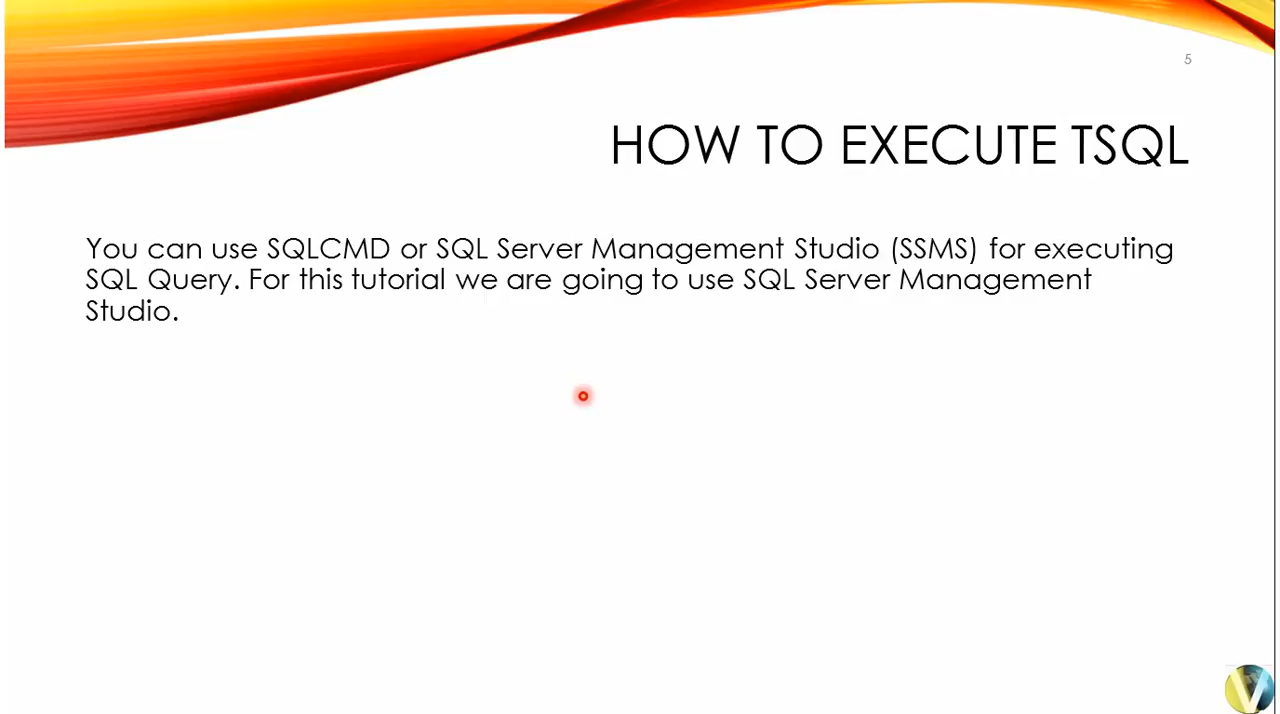 5
HOW TO EXECUTE TSQL
You can use SQLCMD or SQL Server Management Studio (SSMS) for executing
SQL Query. For this tutorial we are going to use SQL Server Management
Studio.
V